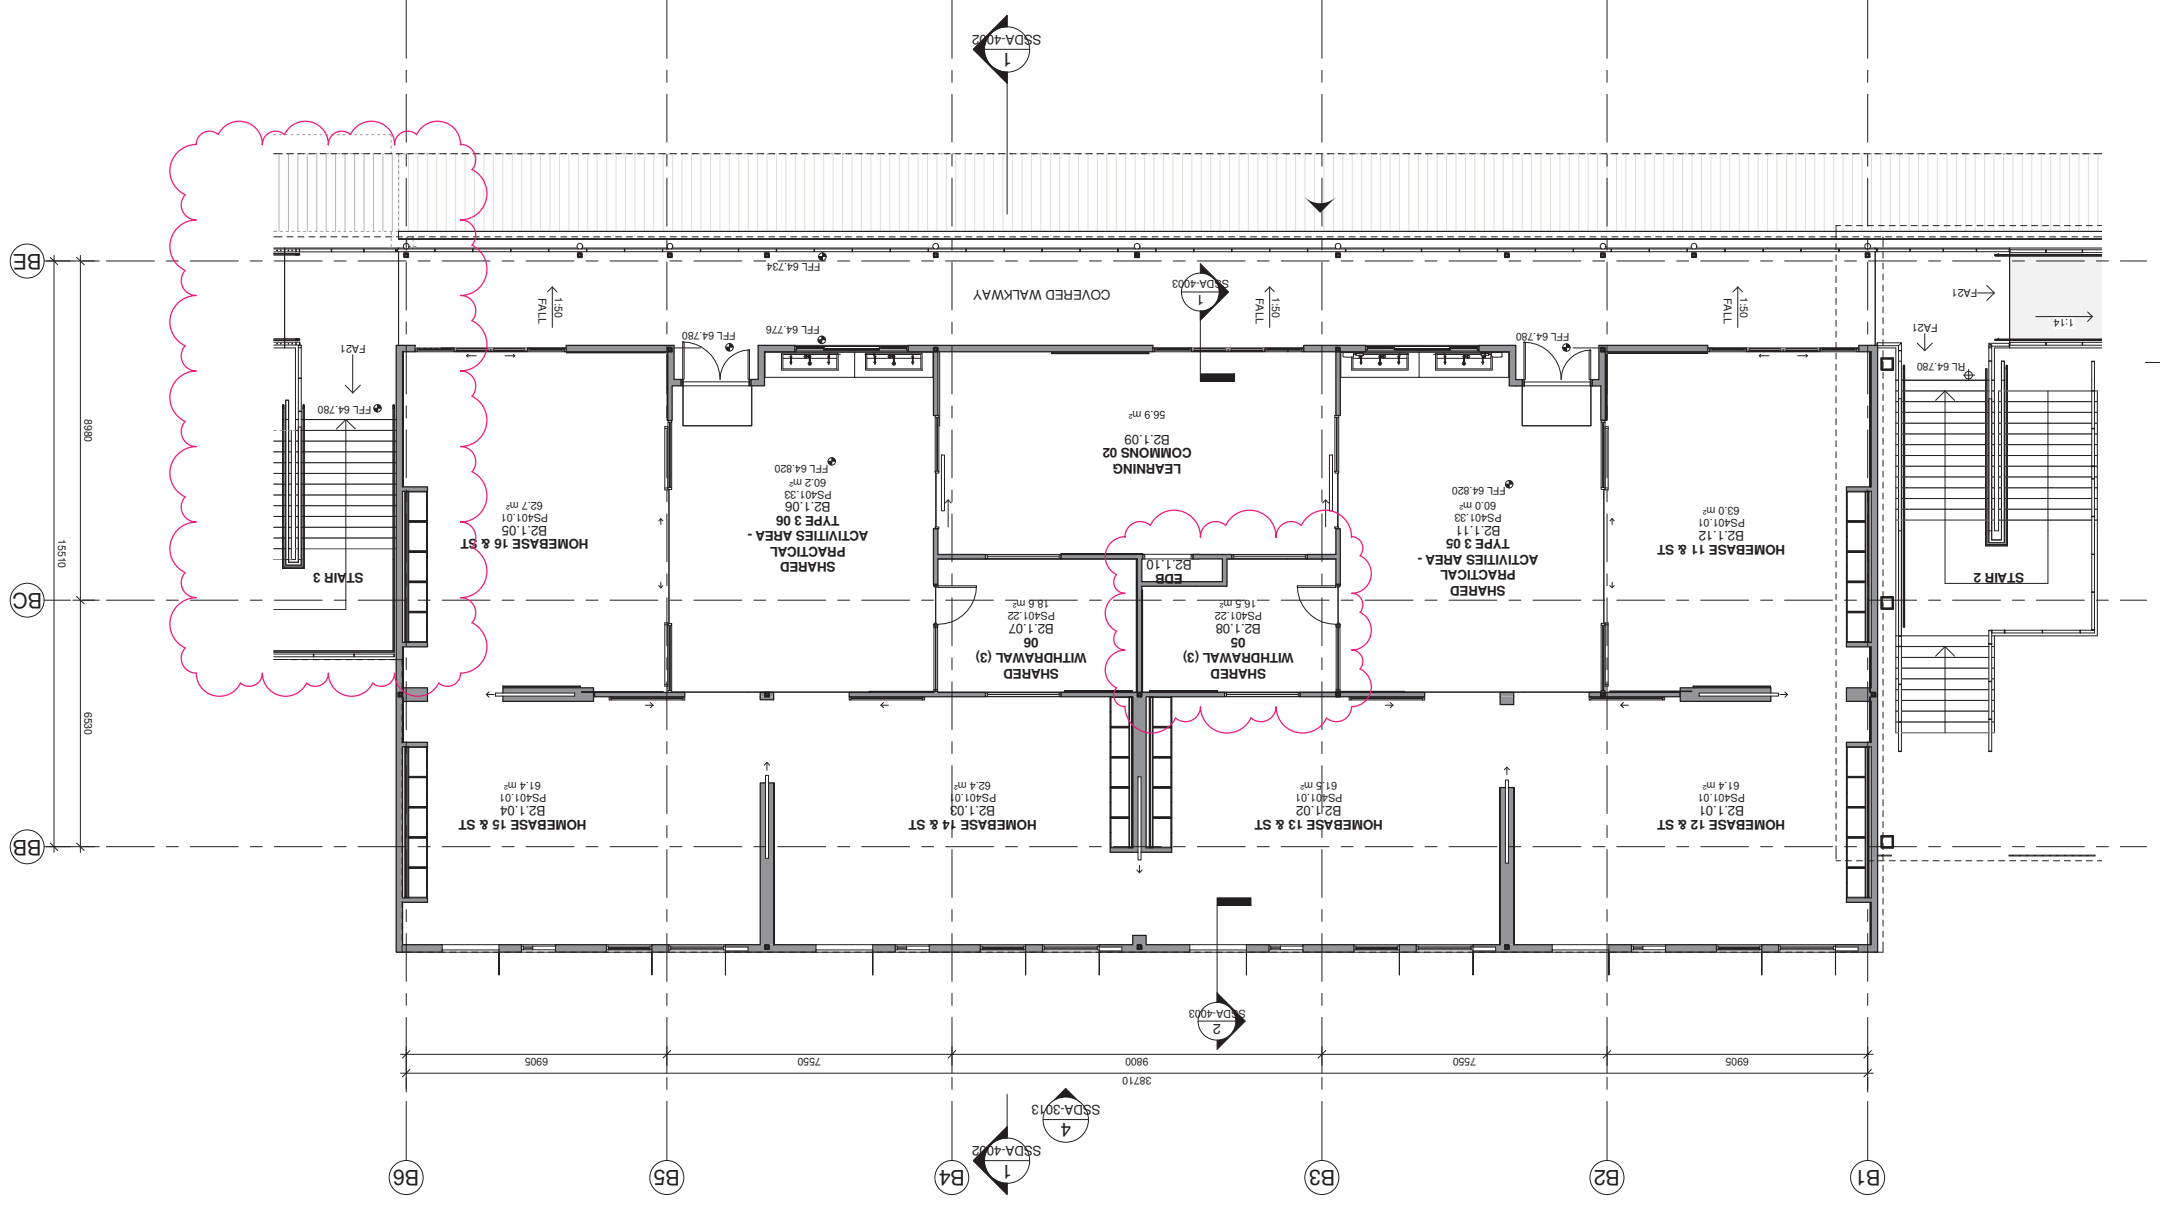 B1
B2
B3
B4
B5
B6
1
SSDA-4002
4
SSDA-3013
38710
6905
7550
9800
7550
6905
2
SSDA-4003
BB
HOMEBASE 12 & ST
B2.1.01
PS401.01
61.4 m²
HOMEBASE 13 & ST
B2.1.02
PS401.01
61.5 m²
HOMEBASE 14 & ST
B2.1.03
PS401.01
62.4 m²
HOMEBASE 15 & ST
B2.1.04
PS401.01
61.4 m²
6530
15510
8980
BC
STAIR 2
RL 64.780
FA21
FA21
1:14
HOMEBASE 11 & ST
B2.1.12
PS401.01
63.0 m²
SHARED
PRACTICAL
ACTIVITIES AREA -
TYPE 3 05
B2.1.11
PS401.33
60.0 m²
FFL 64.820
SHARED
WITHDRAWAL (3)
05
B2.1.08
PS401.22
16.5 m²
EDB
B2.1.10
SHARED
WITHDRAWAL (3)
06
B2.1.07
PS401.22
18.6 m²
LEARNING
COMMONS 02
B2.1.09
56.9 m²
SHARED
PRACTICAL
ACTIVITIES AREA -
TYPE 3 06
B2.1.06
PS401.33
60.2 m²
FFL 64.820
HOMEBASE 16 & ST
B2.1.05
PS401.01
62.7 m²
STAIR 3
FFL 64.780
FA21
FFL 64.780
FFL 64.776
FFL 64.780
FALL
1:50
FALL
1:50
FALL
1:50
1
SSDA-4003
COVERED WALKWAY
FFL 64.734
BE
1
SSDA-4002